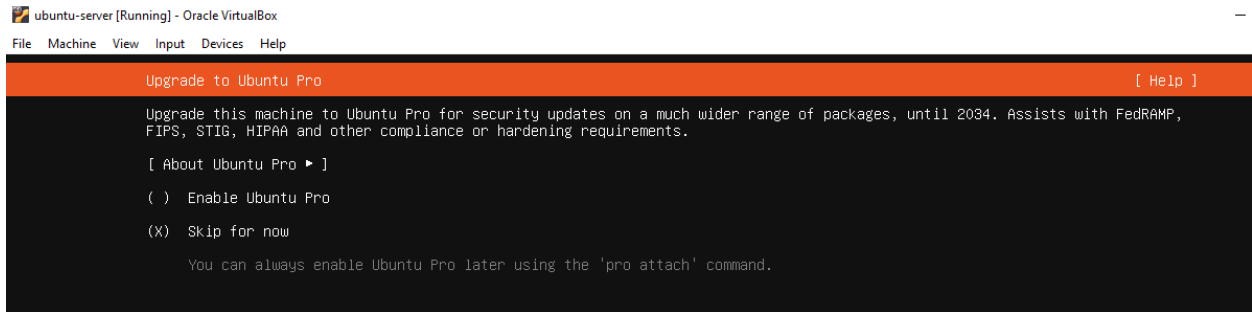 ubuntu-server [Running] - Oracle VirtualBox
File Machine View Input Devices Help
Upgrade to Ubuntu Pro [ Help ]
Upgrade this machine to Ubuntu Pro for security updates on a much wider range of packages, until 2034. Assists with FedRAMP,
FIPS, STIG, HIPAA and other compliance or hardening requirements.
[ About Ubuntu Pro ▸ ]
( ) Enable Ubuntu Pro
(X) Skip for now
You can always enable Ubuntu Pro later using the 'pro attach' command.